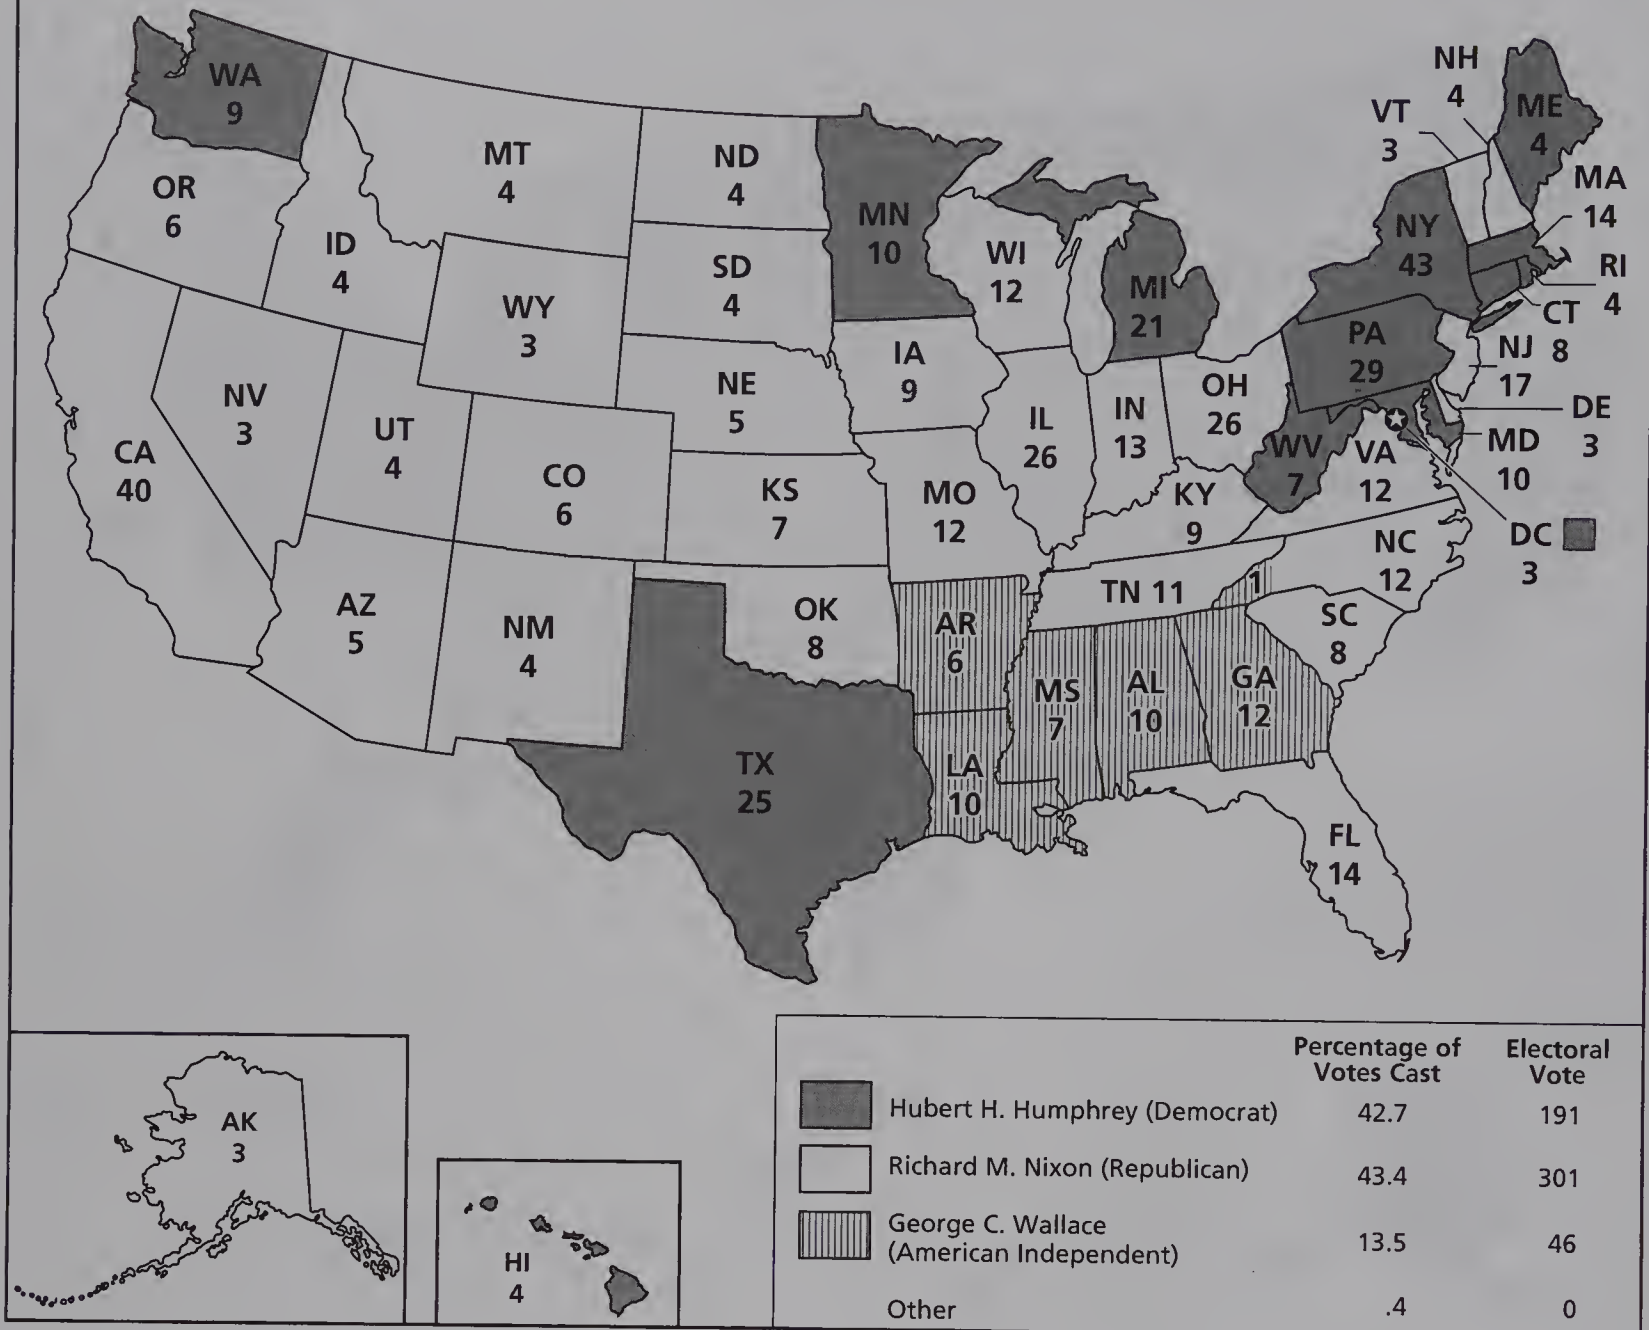 WA
9
OR
6
CA
40
NV
3
ID
4
MT
4
WY
3
UT
4
AZ
5
CO
6
NM
4
ND
4
SD
4
NE
5
KS
7
OK
8
TX
25
MN
10
IA
9
MO
12
AR
6
LA
10
WI
12
IL
26
MI
21
IN
13
OH
26
KY
9
TN 11
1
MS
7
AL
10
GA
12
FL
14
SC
8
NC
12
VA
12
WV
7
PA
29
NY
43
VT
3
NH
4
ME
4
MA
14
RI
4
CT
8
NJ
17
DE
3
MD
10
DC
3
AK
3
HI
4
Percentage of Votes Cast
Electoral Vote
Hubert H. Humphrey (Democrat) 42.7 191
Richard M. Nixon (Republican) 43.4 301
George C. Wallace
(American Independent) 13.5 46
Other .4 0